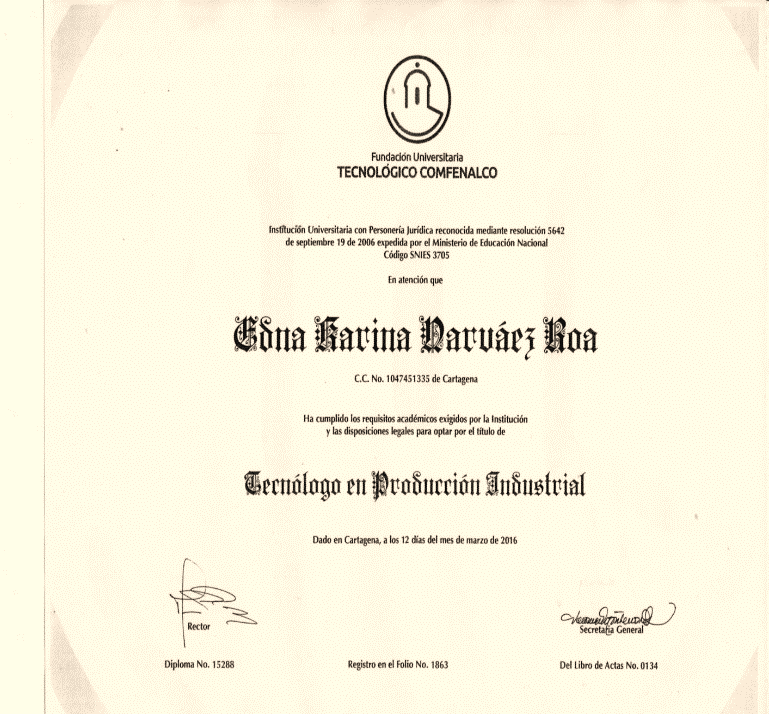 Fundación Universitaria
TECNOLÓGICO COMFENALCO
Institución Universitaria con Personería Jurídica reconocida mediante resolución 5642
de septiembre 19 de 2006 expedida por el Ministerio de Educación Nacional
Código SNIES 3705
En atención que
Edna Karina Narváez Roa
C.C. No. 1047451335 de Cartagena
Ha cumplido los requisitos académicos exigidos por la Institución
y las disposiciones legales para optar por el título de
Tecnólogo en Producción Industrial
Dado en Cartagena, a los 12 días del mes de marzo de 2016
Rector
Secretaria General
Diploma No. 15288
Registro en el Folio No. 1863
Del Libro de Actas No. 0134